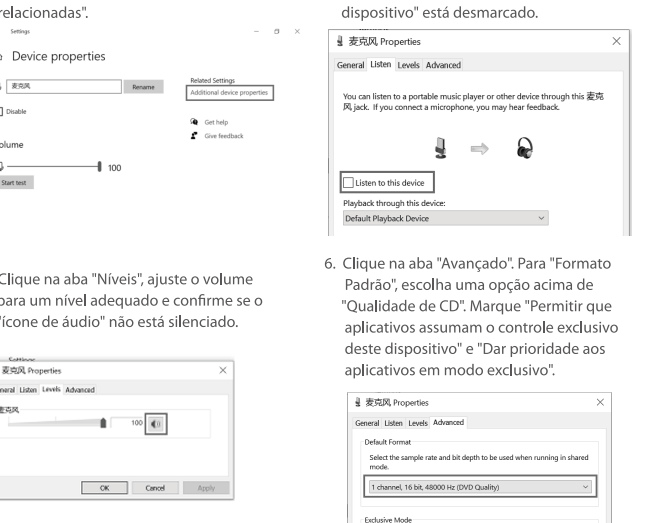 relacionadas".
Settings
Device properties
麦克风
Rename
Disable
100
Start test
Related Settings
Additional device properties
Get help
Give feedback
dispositivo" está desmarcado.
麦克风 Properties
General Listen Levels Advanced
You can listen to a portable music player or other device through this 麦克
风 jack. If you connect a microphone, you may hear feedback.
Listen to this device
Playback through this device:
Default Playback Device
Clique na aba "Níveis", ajuste o volume
para um nível adequado e confirme se o
"ícone de áudio" não está silenciado.
麦克风 Properties
Listen Levels Advanced
麦克风
100
OK Cancel Apply
6. Clique na aba "Avançado". Para "Formato
Padrão", escolha uma opção acima de
"Qualidade de CD". Marque "Permitir que
aplicativos assumam o controle exclusivo
deste dispositivo" e "Dar prioridade aos
aplicativos em modo exclusivo".
麦克风 Properties
General Listen Levels Advanced
Default Format
Select the sample rate and bit depth to be used when running in shared
mode.
1 channel, 16 bit, 48000 Hz (DVD Quality)
Exclusive Mode